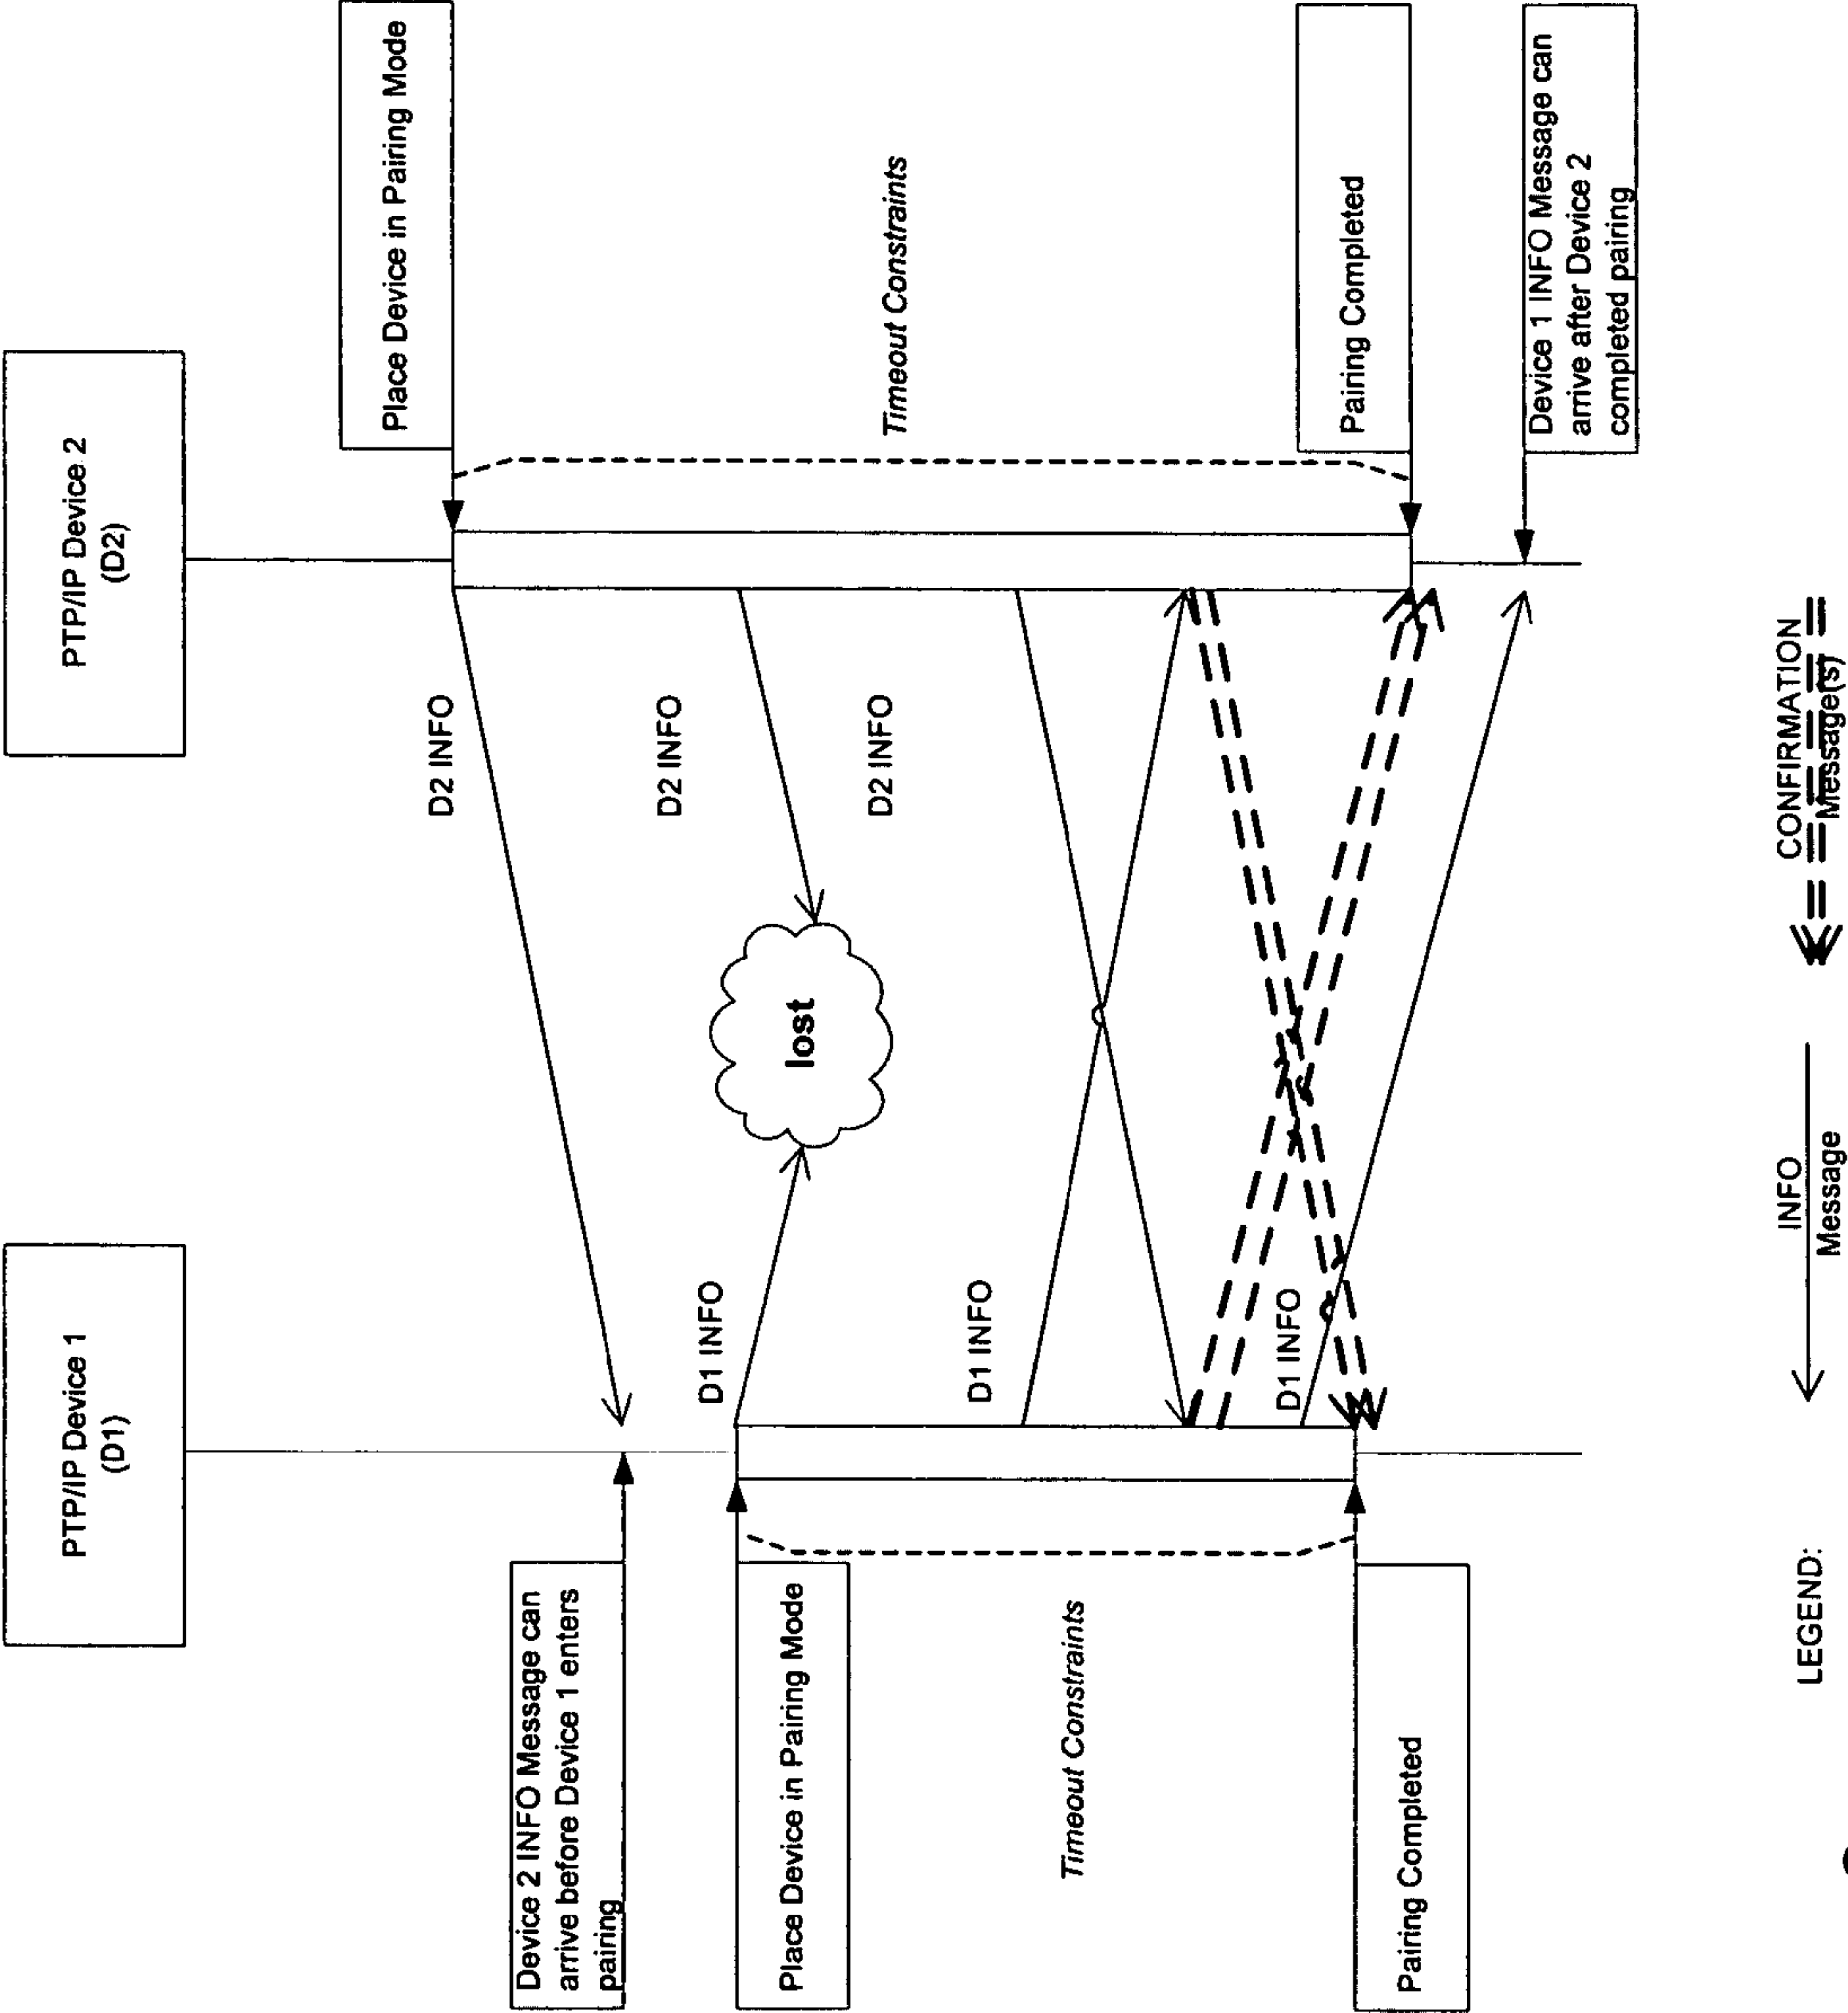 PTP/IP Device 1
(D1)
PTP/IP Device 2
(D2)
Place Device in Pairing Mode
D2 INFO
Device 2 INFO Message can
arrive before Device 1 enters
pairing
D2 INFO
D1 INFO
lost
Place Device in Pairing Mode
D2 INFO
Timeout Constraints
D1 INFO
Timeout Constraints
D1 INFO
Pairing Completed
Pairing Completed
Device 1 INFO Message can
arrive after Device 2
completed pairing
LEGEND:
INFO
Message
CONFIRMATION
Message(s)